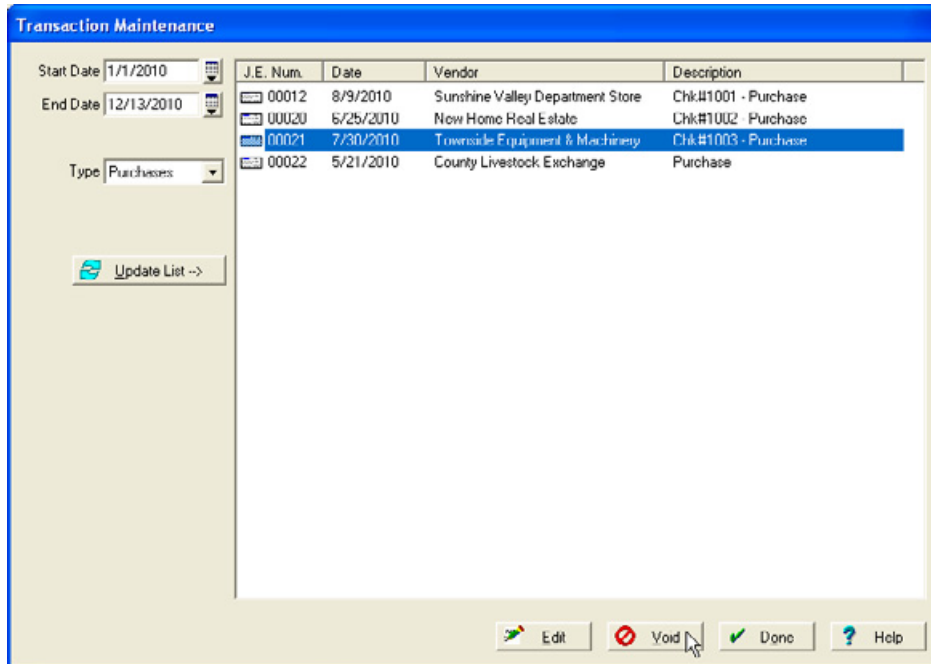 Transaction Maintenance
Start Date 1/1/2010
End Date 12/13/2010
Type Purchases
Update List -->
J.E. Num. Date Vendor Description
00012 8/9/2010 Sunshine Valley Department Store Chk#1001 - Purchase
00020 6/25/2010 New Home Real Estate Chk#1002 - Purchase
00021 7/30/2010 Townside Equipment & Machinery Chk#1003 - Purchase
00022 5/21/2010 County Livestock Exchange Purchase
Edit Void Done Help